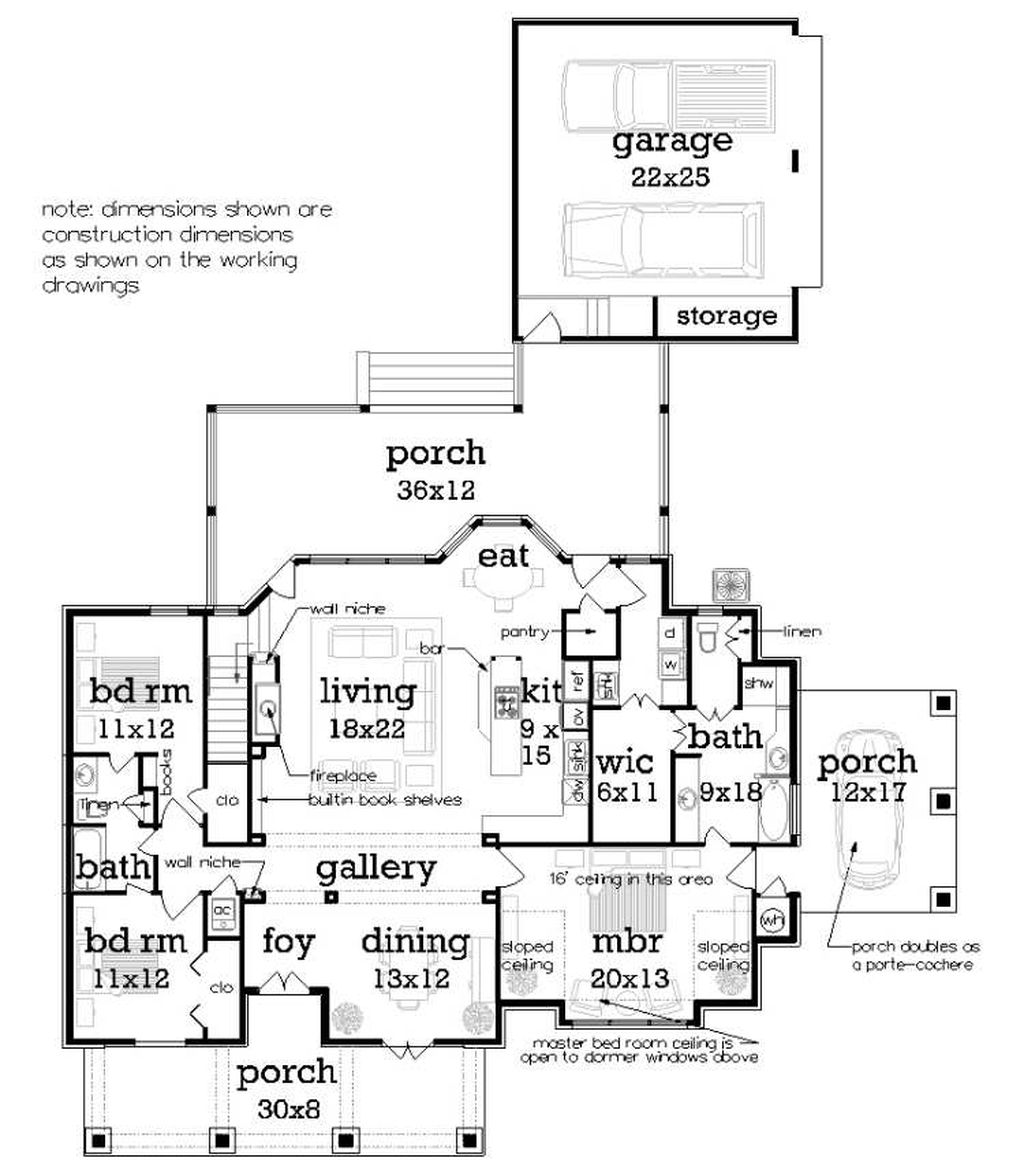 garage
22x25
note: dimensions shown are
construction dimensions
as shown on the working
drawings
storage
porch
36x12
eat
wall niche
pantry
d
linen
bar
w
bd rm
11x12
living
18x22
ref
sink
shw
kit
9 x
15
ov
bath
9x18
books
wic
6x11
sink
porch
12x17
fireplace
linen
clo
builtin book shelves
dw
bath
wall niche
gallery
16' ceiling in this area
ac
wh
bd rm
11x12
foy
dining
13x12
sloped
ceiling
mbr
20x13
sloped
ceiling
porch doubles as
a porte-cochere
clo
master bed room ceiling is
open to dormer windows above
porch
30x8